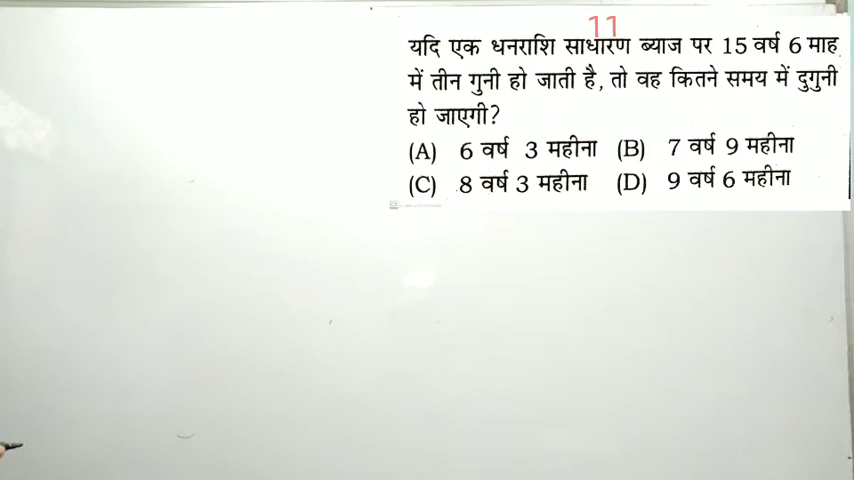 11
यदि एक धनराशि साधारण ब्याज पर 15 वर्ष 6 माह
में तीन गुनी हो जाती है, तो वह कितने समय में दुगुनी
हो जाएगी?
(A) 6 वर्ष 3 महीना (B) 7 वर्ष 9 महीना
(C) 8 वर्ष 3 महीना (D) 9 वर्ष 6 महीना